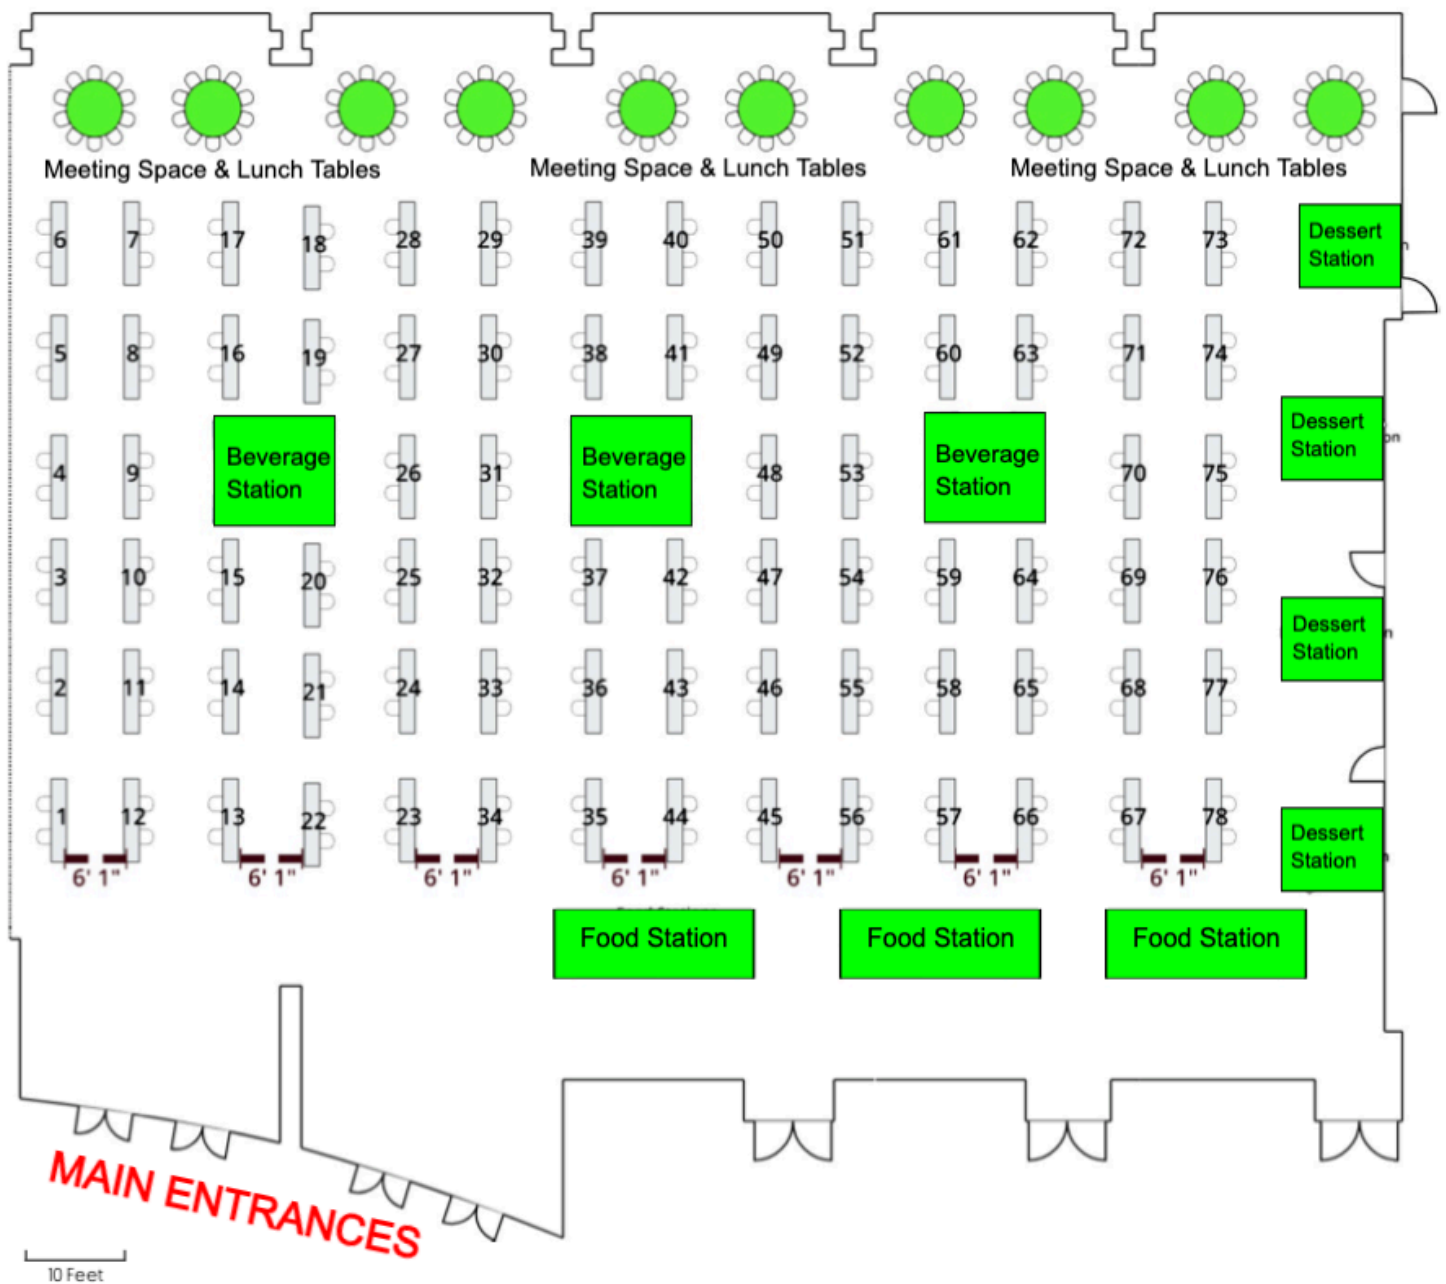 Meeting Space & Lunch Tables
Meeting Space & Lunch Tables
Meeting Space & Lunch Tables
6 7 17 18 28 29 39 40 50 51 61 62 72 73
Dessert
Station
5 8 16 19 27 30 38 41 49 52 60 63 71 74
Dessert
Station
4 9
Beverage
Station
26 31
Beverage
Station
48 53
Beverage
Station
70 75
3 10 15 20 25 32 37 42 47 54 59 64 69 76
Dessert
Station
2 11 14 21 24 33 36 43 46 55 58 65 68 77
1 12 13 22 23 34 35 44 45 56 57 66 67 78
Dessert
Station
6' 1" 6' 1" 6' 1" 6' 1" 6' 1" 6' 1" 6' 1"
Food Station
Food Station
Food Station
MAIN ENTRANCES
10 Feet